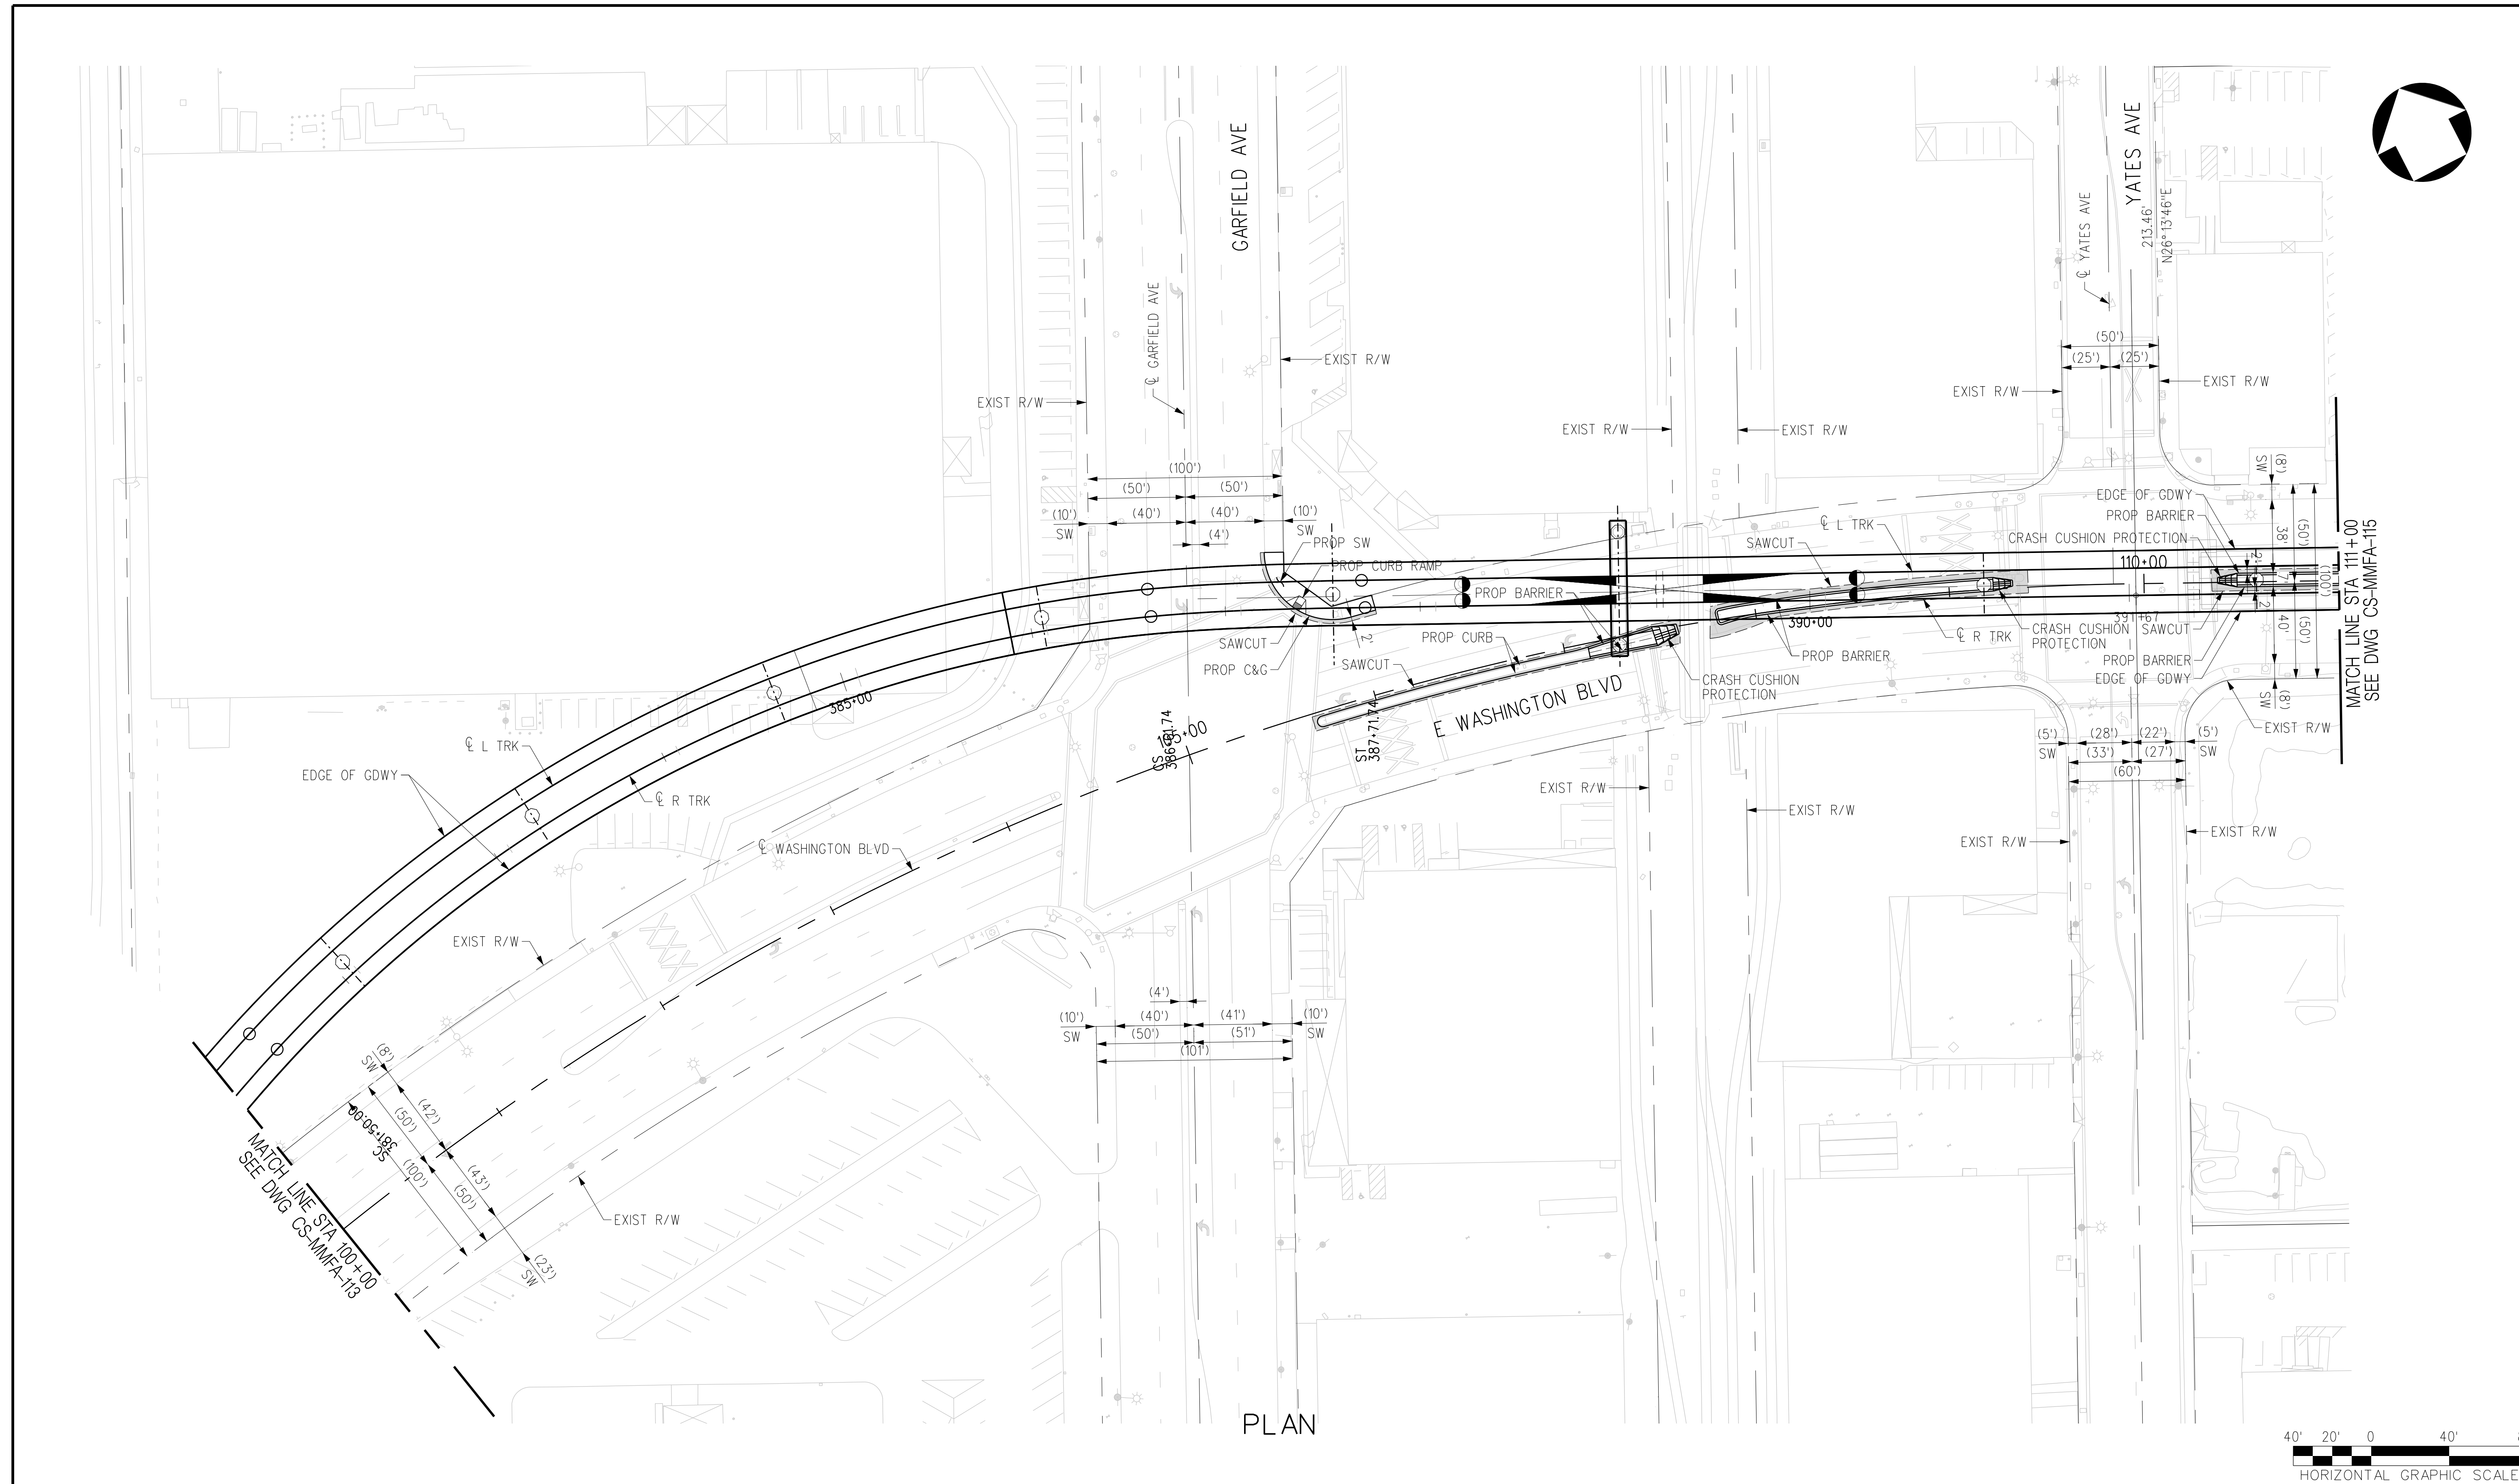 GARFIELD AVE
YATES AVE
213.46'
N26°13'46"E
℄ YATES AVE
℄ GARFIELD AVE
(50')
(25')
(25')
EXIST R/W
EXIST R/W
EXIST R/W
EXIST R/W
EXIST R/W
EXIST R/W
(100')
(50')
(50')
(10')
SW
(40')
(40')
(10')
SW
(4')
PROP SW
PROP CURB RAMP
SAWCUT
PROP C&G
2'
PROP BARRIER
PROP CURB
SAWCUT
CRASH CUSHION
PROTECTION
E WASHINGTON BLVD
℄ L TRK
SAWCUT
390+00
PROP BARRIER
℄ R TRK
CRASH CUSHION
PROTECTION
SAWCUT
EDGE OF GDWY
PROP BARRIER
CRASH CUSHION PROTECTION
110+00
391+67
PROP BARRIER
EDGE OF GDWY
(8')
SW
38'
(50')
2'
7'
(100')
2'
40'
(50')
(8')
SW
EXIST R/W
MATCH LINE STA 111+00
SEE DWG CS-MMFA-115
385+00
CS
386+81.74
105+00
ST
387+71.74
℄ L TRK
EDGE OF GDWY
℄ R TRK
℄ WASHINGTON BLVD
EXIST R/W
EXIST R/W
EXIST R/W
(5')
SW
(28')
(22')
(5')
SW
(33')
(27')
(60')
EXIST R/W
EXIST R/W
(4')
(10')
SW
(40')
(41')
(10')
SW
(50')
(51')
(101')
(8')
SW
(42')
(50')
(43')
(100')
(50')
(23')
SW
SC
381+50.00
EXIST R/W
MATCH LINE STA 100+00
SEE DWG CS-MMFA-113
PLAN
40' 20' 0 40'
HORIZONTAL GRAPHIC SCALE